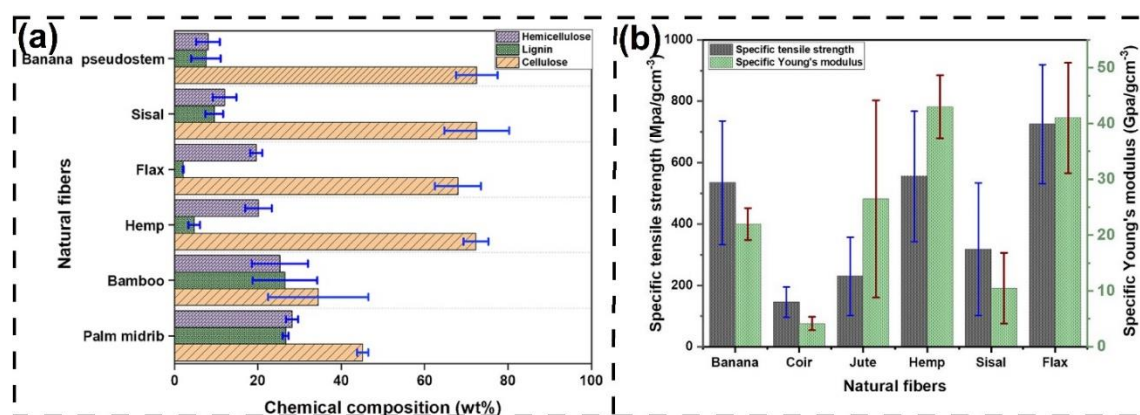 (a)
Hemicellulose
Lignin
Cellulose
Banana pseudostem
Sisal
Flax
Hemp
Bamboo
Palm midrib
Natural fibers
0 20 40 60 80 100
Chemical composition (wt%)
(b)
Specific tensile strength
Specific Young's modulus
Specific tensile strength (Mpa/gcm-3)
1000
800
600
400
200
0
50
40
30
20
10
0
Specific Young's modulus (Gpa/gcm-3)
Banana Coir Jute Hemp Sisal Flax
Natural fibers